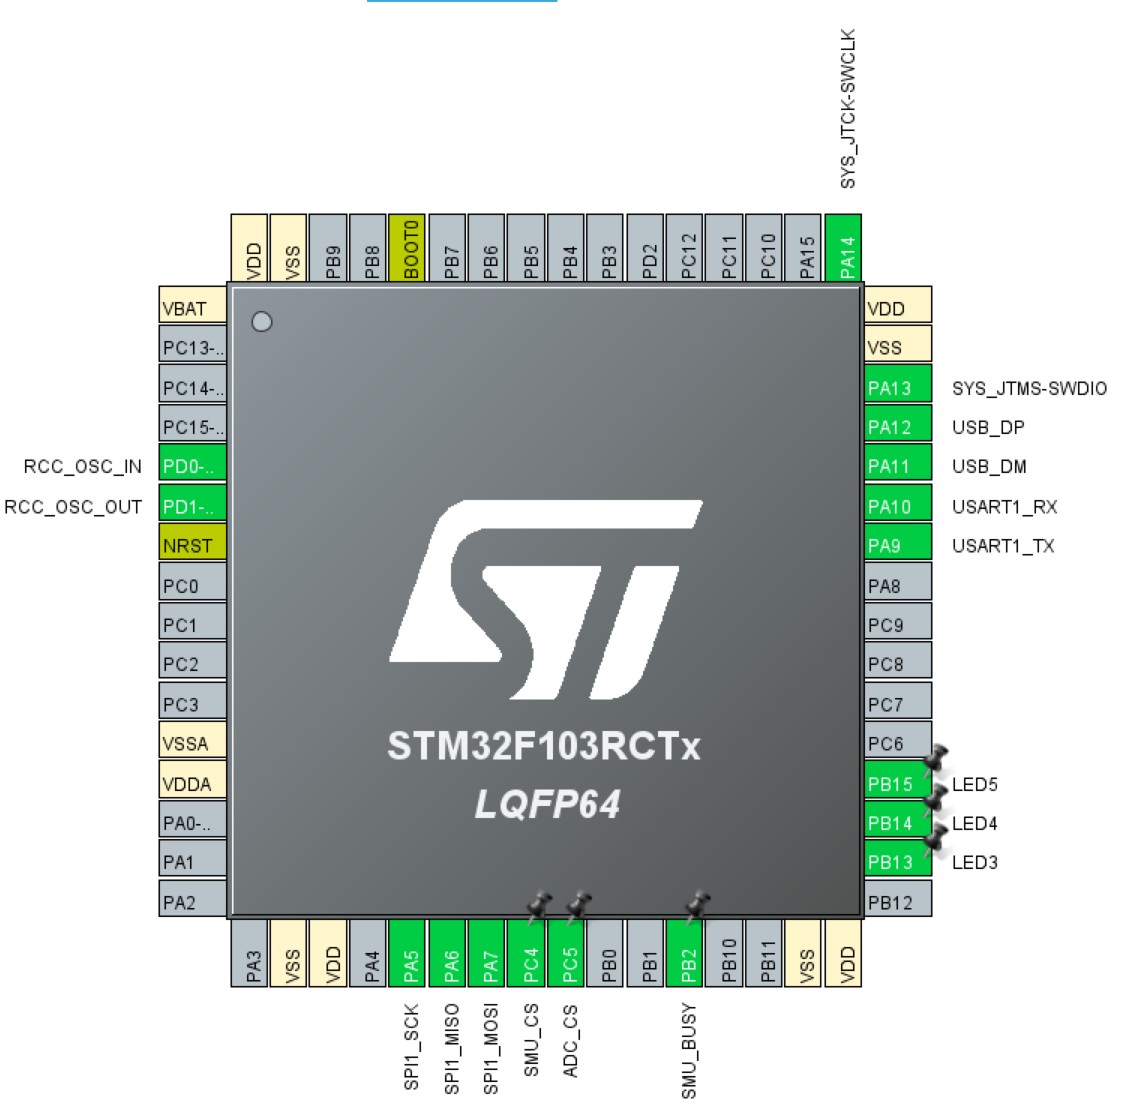 SYS_JTCK-SWCLK
VDD
VSS
PB9
PB8
BOOT0
PB7
PB6
PB5
PB4
PB3
PD2
PC12
PC11
PC10
PA15
PA14
VBAT
PC13-..
PC14-..
PC15-..
RCC_OSC_IN PD0-..
RCC_OSC_OUT PD1-..
NRST
PC0
PC1
PC2
PC3
VSSA
VDDA
PA0-..
PA1
PA2
VDD
VSS
PA13 SYS_JTMS-SWDIO
PA12 USB_DP
PA11 USB_DM
PA10 USART1_RX
PA9 USART1_TX
PA8
PC9
PC8
PC7
PC6
PB15 LED5
PB14 LED4
PB13 LED3
PB12
ST
STM32F103RCTx
LQFP64
PA3
VSS
VDD
PA4
PA5
PA6
PA7
PC4
PC5
PB0
PB1
PB2
PB10
PB11
VSS
VDD
SPI1_SCK
SPI1_MISO
SPI1_MOSI
SMU_CS
ADC_CS
SMU_BUSY